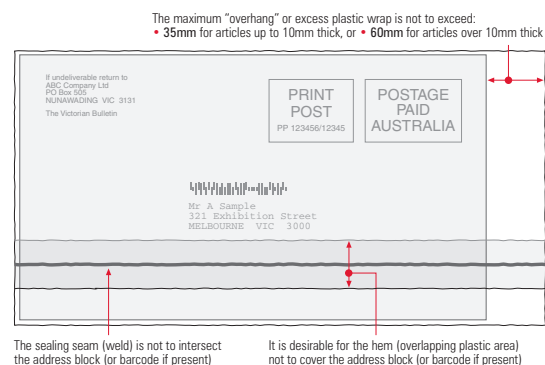 The maximum "overhang" or excess plastic wrap is not to exceed:
• 35mm for articles up to 10mm thick, or • 60mm for articles over 10mm thick
If undeliverable return to
ABC Company Ltd
PO Box 505
NUNAWADING VIC 3131
The Victorian Bulletin
PRINT
POST
PP 123456/12345
POSTAGE
PAID
AUSTRALIA
Mr A Sample
321 Exhibition Street
MELBOURNE VIC 3000
The sealing seam (weld) is not to intersect
the address block (or barcode if present)
It is desirable for the hem (overlapping plastic area)
not to cover the address block (or barcode if present)